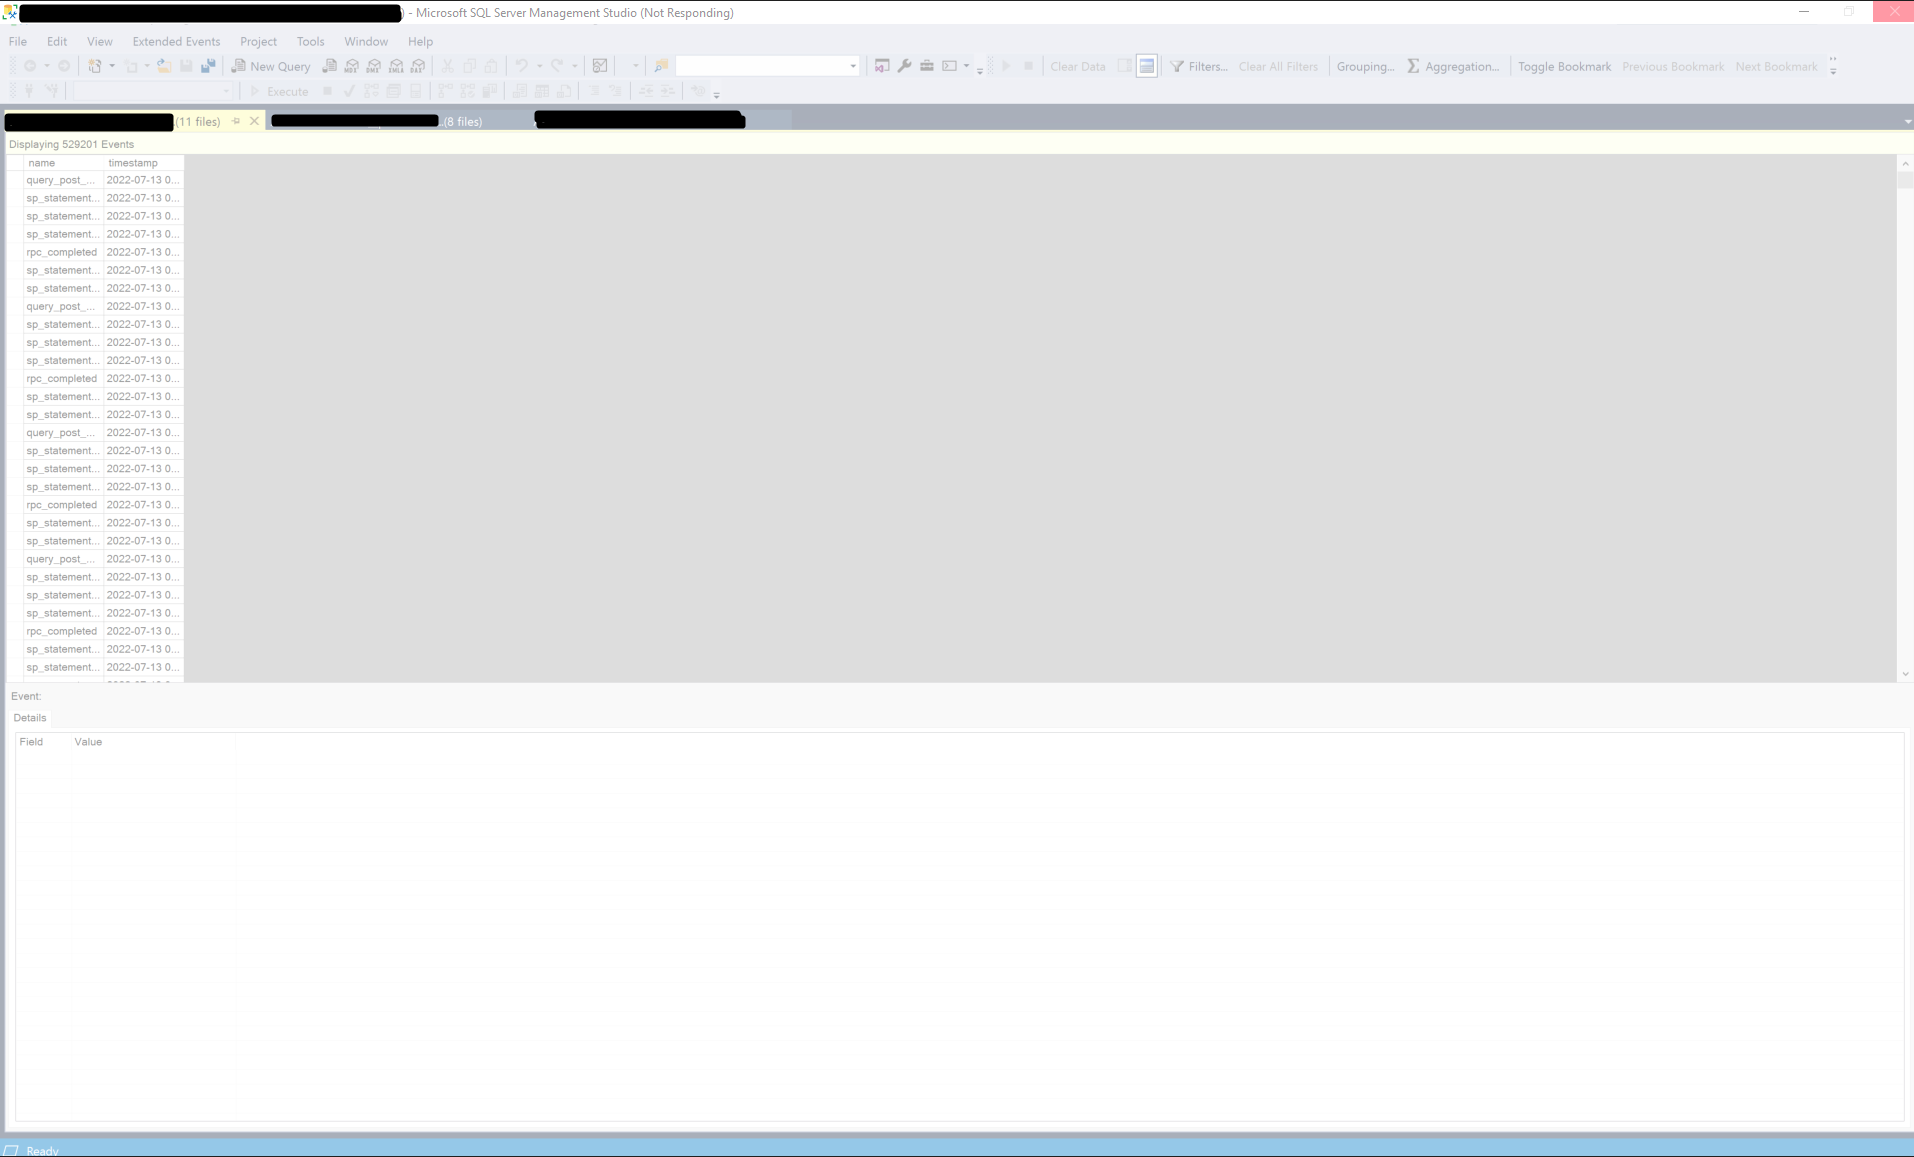 ) - Microsoft SQL Server Management Studio (Not Responding)
File Edit View Extended Events Project Tools Window Help
New Query MDX DMX XMLA DAX Clear Data Filters... Clear All Filters Grouping... Aggregation... Toggle Bookmark Previous Bookmark Next Bookmark
Execute
(11 files) ..(8 files)
Displaying 529201 Events
name timestamp
query_post_... 2022-07-13 0...
sp_statement... 2022-07-13 0...
sp_statement... 2022-07-13 0...
sp_statement... 2022-07-13 0...
rpc_completed 2022-07-13 0...
sp_statement... 2022-07-13 0...
sp_statement... 2022-07-13 0...
query_post_... 2022-07-13 0...
sp_statement... 2022-07-13 0...
sp_statement... 2022-07-13 0...
sp_statement... 2022-07-13 0...
rpc_completed 2022-07-13 0...
sp_statement... 2022-07-13 0...
sp_statement... 2022-07-13 0...
query_post_... 2022-07-13 0...
sp_statement... 2022-07-13 0...
sp_statement... 2022-07-13 0...
sp_statement... 2022-07-13 0...
rpc_completed 2022-07-13 0...
sp_statement... 2022-07-13 0...
sp_statement... 2022-07-13 0...
query_post_... 2022-07-13 0...
sp_statement... 2022-07-13 0...
sp_statement... 2022-07-13 0...
sp_statement... 2022-07-13 0...
rpc_completed 2022-07-13 0...
sp_statement... 2022-07-13 0...
sp_statement... 2022-07-13 0...
Event:
Details
Field Value
Ready